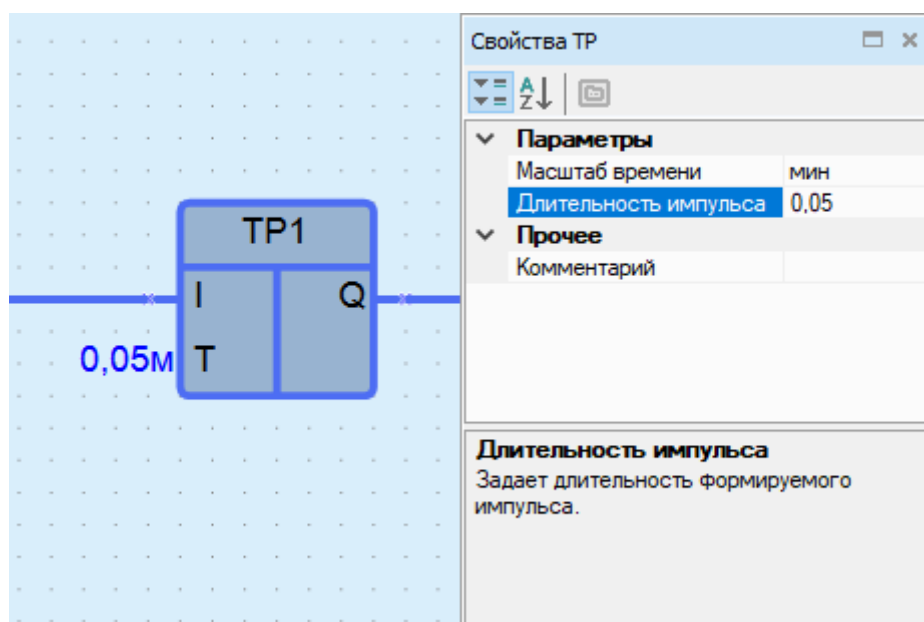 Свойства TP
Параметры
Масштаб времени мин
Длительность импульса 0,05
Прочее
Комментарий
TP1
I Q
0,05м T
Длительность импульса
Задает длительность формируемого
импульса.